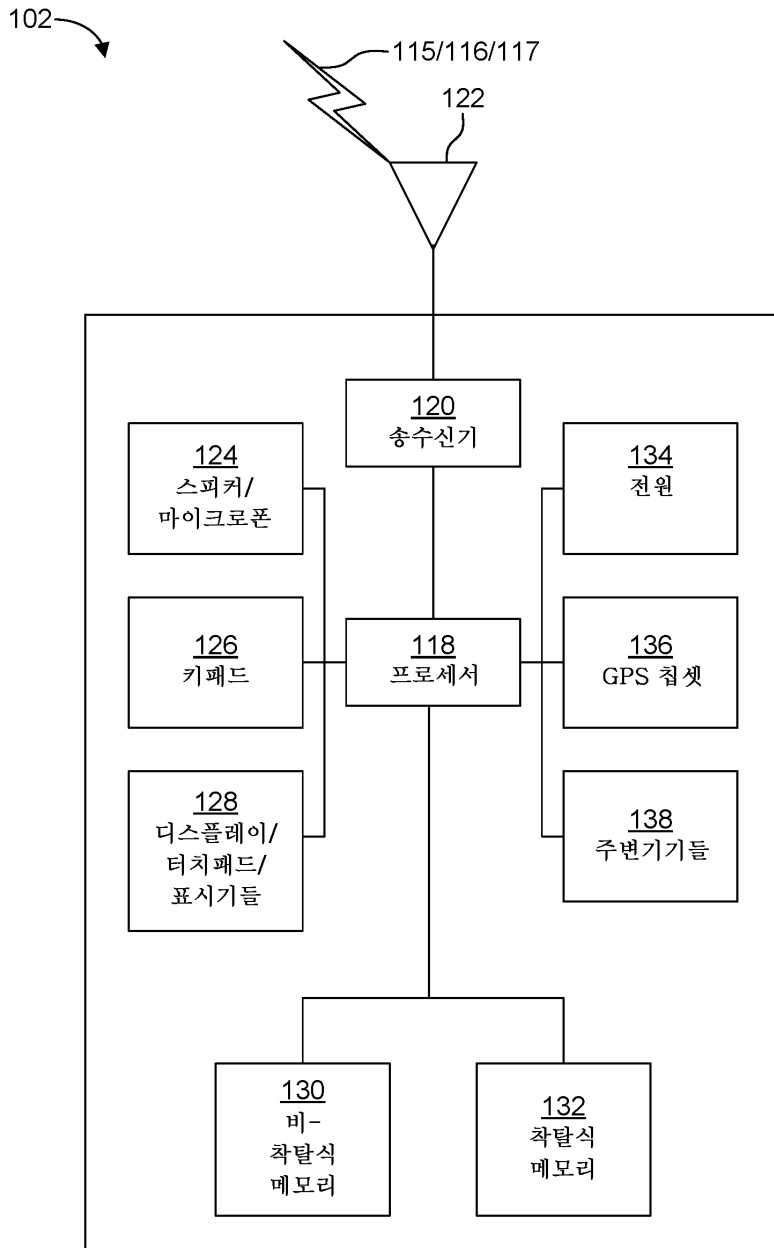 102
115/116/117
122
120
송수신기
124
스피커/
마이크로폰
134
전원
126
키패드
118
프로세서
136
GPS 칩셋
128
디스플레이/
터치패드/
표시기들
138
주변기기들
130
비-
착탈식
메모리
132
착탈식
메모리